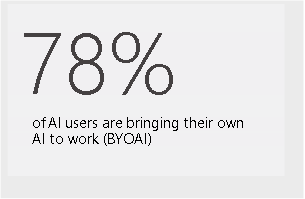 78%
of AI users are bringing their own
AI to work (BYOAI)